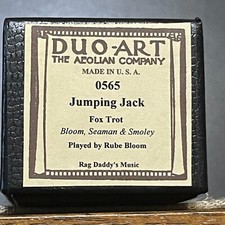 DUO-ART
THE AEOLIAN COMPANY
MADE IN U. S. A.
0565
Jumping Jack
Fox Trot
Bloom, Seaman & Smoley
Played by Rube Bloom
Rag Daddy's Music